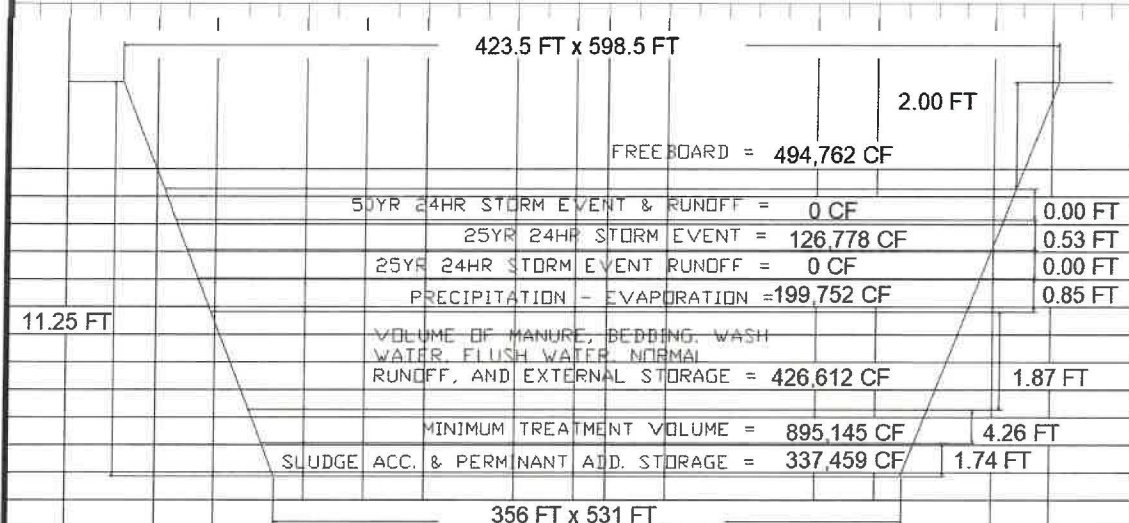 423.5 FT x 598.5 FT
2.00 FT
FREEBOARD = 494,762 CF
50YR 24HR STORM EVENT & RUNOFF = 0 CF 0.00 FT
25YR 24HR STORM EVENT = 126,778 CF 0.53 FT
25YR 24HR STORM EVENT RUNOFF = 0 CF 0.00 FT
PRECIPITATION - EVAPORATION =199,752 CF 0.85 FT
11.25 FT
VOLUME OF MANURE, BEDDING, WASH
WATER, FLUSH WATER, NORMAL
RUNOFF, AND EXTERNAL STORAGE = 426,612 CF 1.87 FT
MINIMUM TREATMENT VOLUME = 895,145 CF 4.26 FT
SLUDGE ACC. & PERMINANT ADD. STORAGE = 337,459 CF 1.74 FT
356 FT x 531 FT